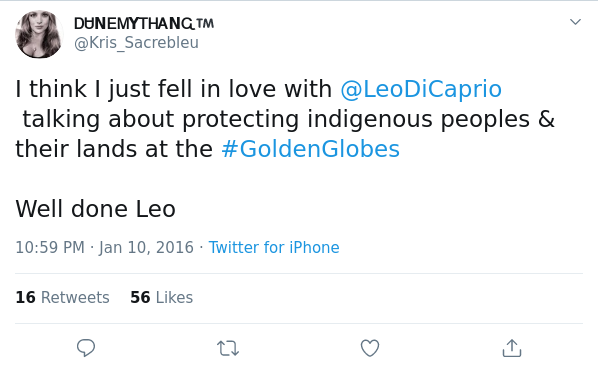 DUNEMYTHANG™
@Kris_Sacrebleu
I think I just fell in love with @LeoDiCaprio
talking about protecting indigenous peoples &
their lands at the #GoldenGlobes
Well done Leo
10:59 PM · Jan 10, 2016 · Twitter for iPhone
16 Retweets 56 Likes